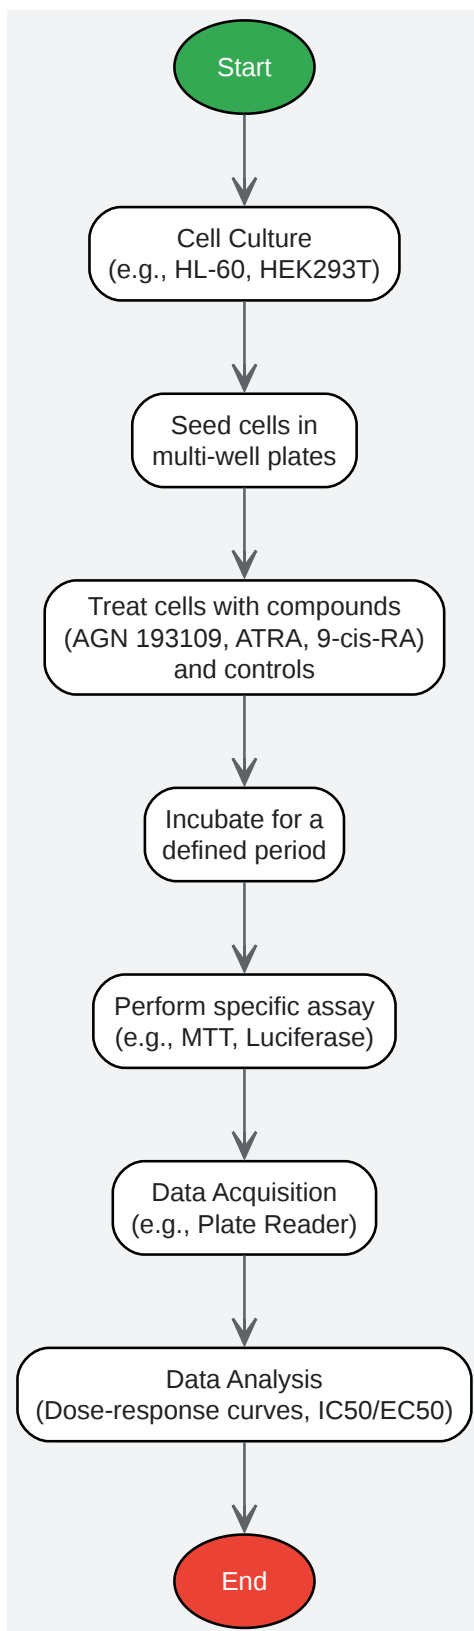 Start
Cell Culture
(e.g., HL-60, HEK293T)
Seed cells in
multi-well plates
Treat cells with compounds
(AGN 193109, ATRA, 9-cis-RA)
and controls
Incubate for a
defined period
Perform specific assay
(e.g., MTT, Luciferase)
Data Acquisition
(e.g., Plate Reader)
Data Analysis
(Dose-response curves, IC50/EC50)
End